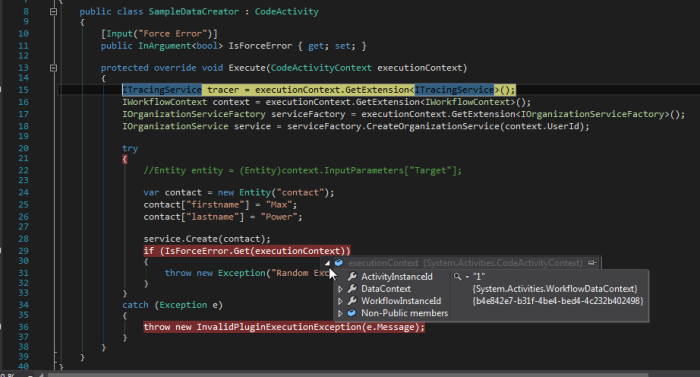 8 public class SampleDataCreator : CodeActivity
9 {
10 [Input("Force Error")]
11 public InArgument<bool> IsForceError { get; set; }
12
13 protected override void Execute(CodeActivityContext executionContext)
14 {
15 ITracingService tracer = executionContext.GetExtension<ITracingService>();
16 IWorkflowContext context = executionContext.GetExtension<IWorkflowContext>();
17 IOrganizationServiceFactory serviceFactory = executionContext.GetExtension<IOrganizationServiceFactory>();
18 IOrganizationService service = serviceFactory.CreateOrganizationService(context.UserId);
19
20 try
21 {
22 //Entity entity = (Entity)context.InputParameters["Target"];
23
24 var contact = new Entity("contact");
25 contact["firstname"] = "Max";
26 contact["lastname"] = "Power";
27
28 service.Create(contact);
29 if (IsForceError.Get(executionContext))
30 { executionContext {System.Activities.CodeActivityContext}
31 throw new Exception("Random Exc
ActivityInstanceId "1"
32 }
DataContext {System.Activities.WorkflowDataContext}
33 }
WorkflowInstanceId {b4e842e7-b31f-4be4-bed4-4c232b402498}
34 catch (Exception e)
Non-Public members
35 {
36 throw new InvalidPluginExecutionException(e.Message);
37 }
38 }
39 }
40 }